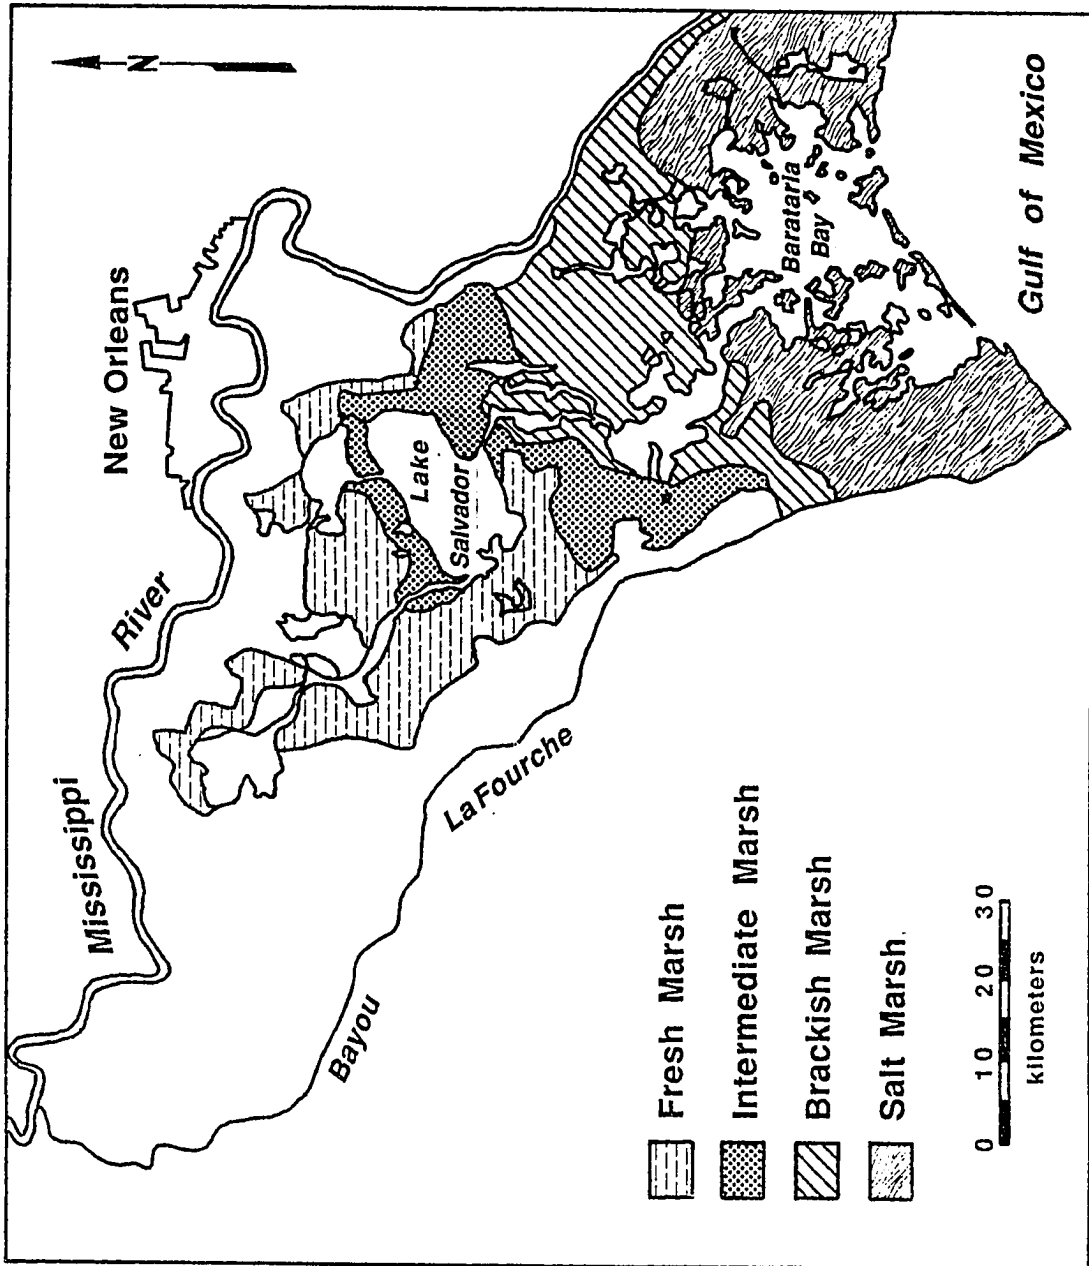 N
New Orleans
Mississippi
River
Lake
Salvador
Barataria
Bay
Gulf of Mexico
Bayou
LaFourche
Fresh Marsh
Intermediate Marsh
Brackish Marsh
Salt Marsh
0 10 20 30
kilometers